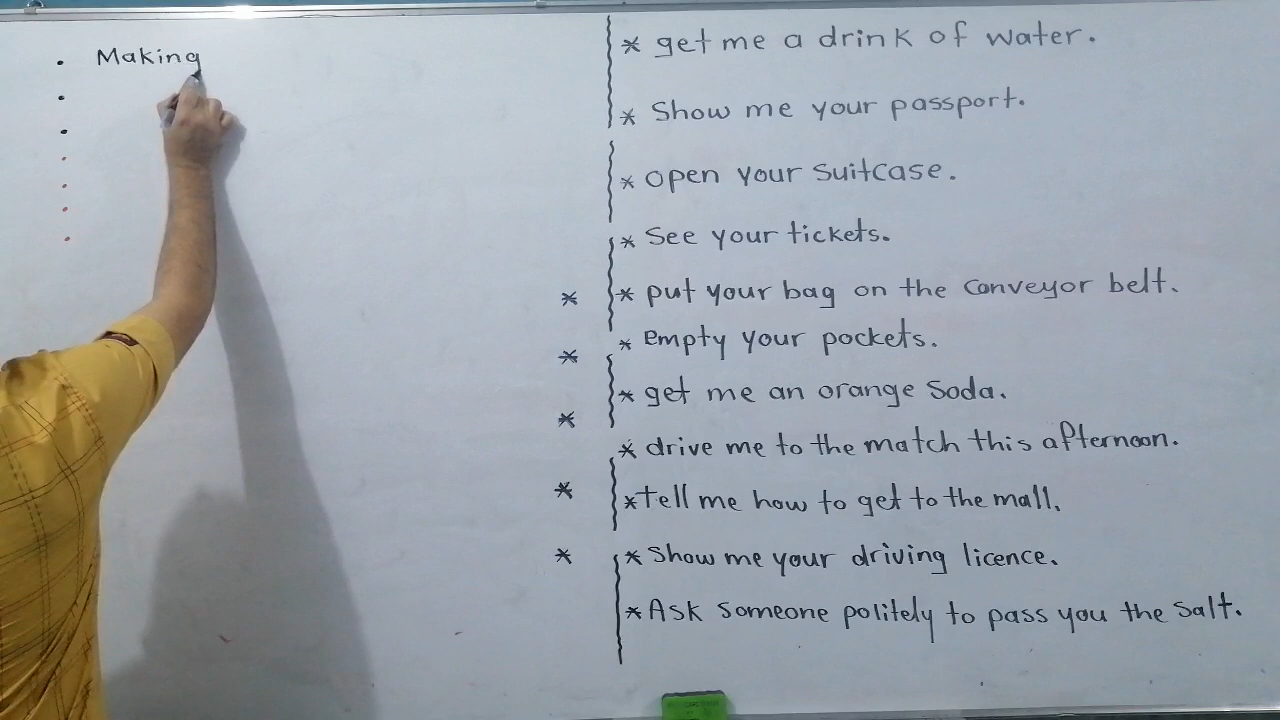 • Making
•
•
•
•
•
•
* get me a drink of water.
* Show me your passport.
* open your suitcase.
* See your tickets.
* * put your bag on the conveyor belt.
* empty your pockets.
*
* get me an orange soda.
*
* drive me to the match this afternoon.
* * tell me how to get to the mall.
* * Show me your driving licence.
* Ask someone politely to pass you the salt.